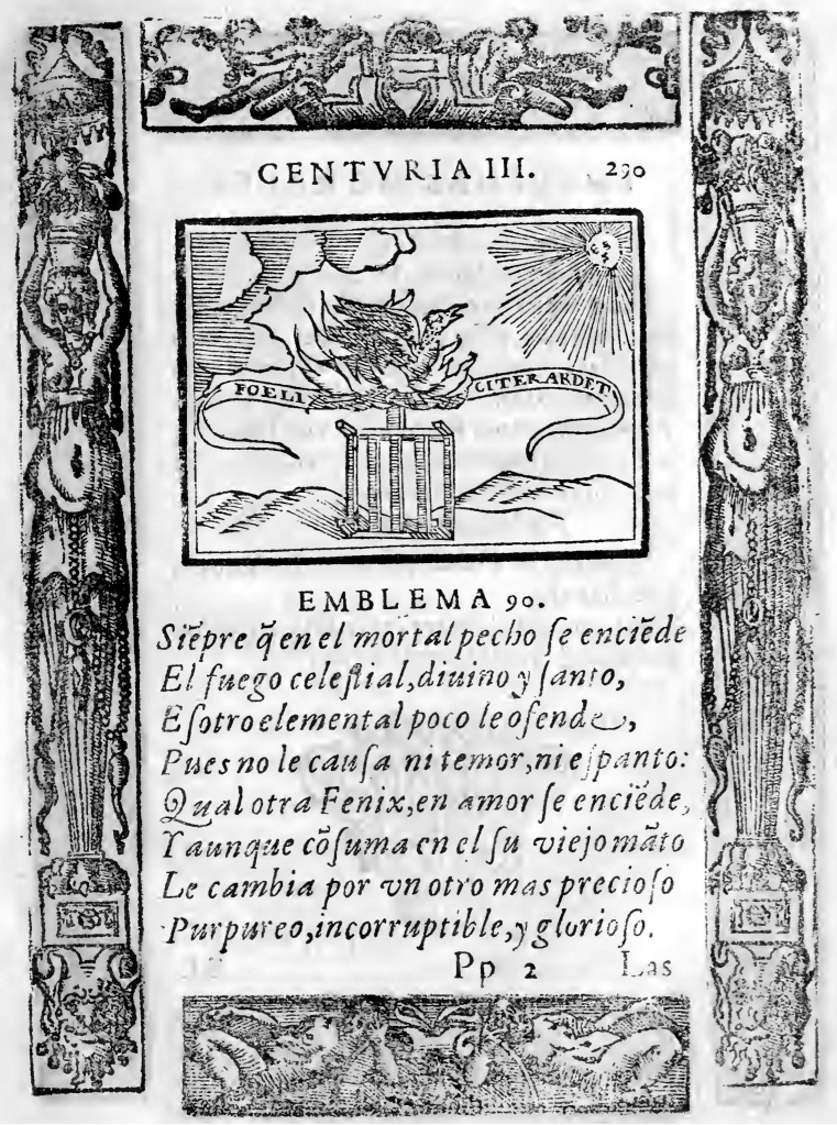 CENTVRIA III. 290
FOELI CITER ARDET
EMBLEMA 90.
Siẽpre q̃ en el mortal pecho ſe enciẽde
El fuego celeſtial, diuino y ſanto,
Eſotro elemental poco le ofende,
Pues no le cauſa ni temor, ni eſpanto:
Qual otra Fenix, en amor ſe enciẽde,
Y aunque cõſuma en el ſu viejo mãto
Le cambia por vn otro mas precioſo
Purpureo, incorruptible, y glorioſo.
Pp 2 Las